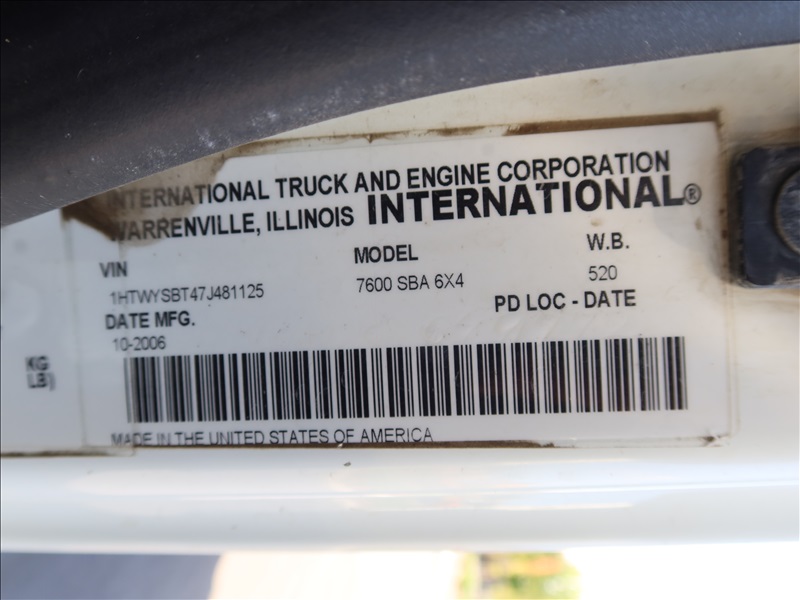 INTERNATIONAL TRUCK AND ENGINE CORPORATION
WARRENVILLE, ILLINOIS INTERNATIONAL®
VIN MODEL W.B.
1HTWYSBT47J481125 7600 SBA 6X4 520
DATE MFG. PD LOC - DATE
10-2006
KG
LB)
MADE IN THE UNITED STATES OF AMERICA